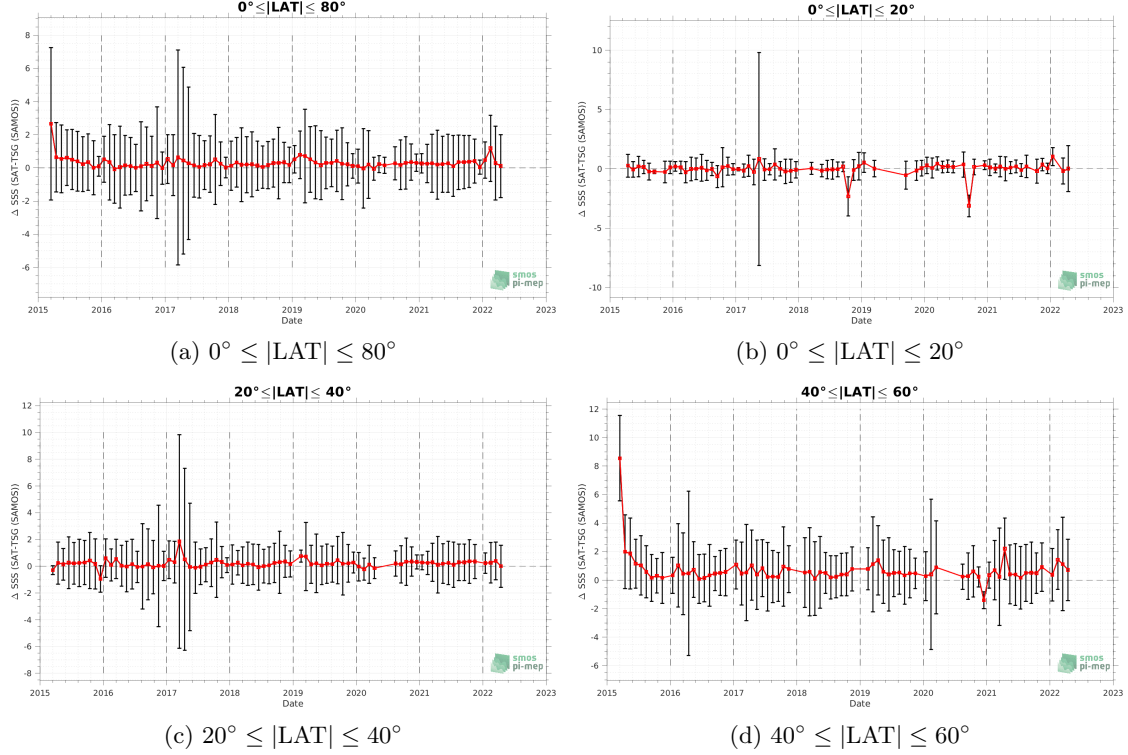 0°≤|LAT|≤ 80°
Δ SSS (SAT-TSG (SAMOS))
8
6
4
2
0
-2
-4
-6
2015 2016 2017 2018 2019 2020 2021 2022 2023
Date
smos
pi-mep
(a) 0° ≤ |LAT| ≤ 80°
0°≤|LAT|≤ 20°
Δ SSS (SAT-TSG (SAMOS))
10
5
0
-5
-10
2015 2016 2017 2018 2019 2020 2021 2022 2023
Date
smos
pi-mep
(b) 0° ≤ |LAT| ≤ 20°
20°≤|LAT|≤ 40°
Δ SSS (SAT-TSG (SAMOS))
12
10
8
6
4
2
0
-2
-4
-6
-8
2015 2016 2017 2018 2019 2020 2021 2022 2023
Date
smos
pi-mep
(c) 20° ≤ |LAT| ≤ 40°
40°≤|LAT|≤ 60°
Δ SSS (SAT-TSG (SAMOS))
12
10
8
6
4
2
0
-2
-4
-6
2015 2016 2017 2018 2019 2020 2021 2022 2023
Date
smos
pi-mep
(d) 40° ≤ |LAT| ≤ 60°